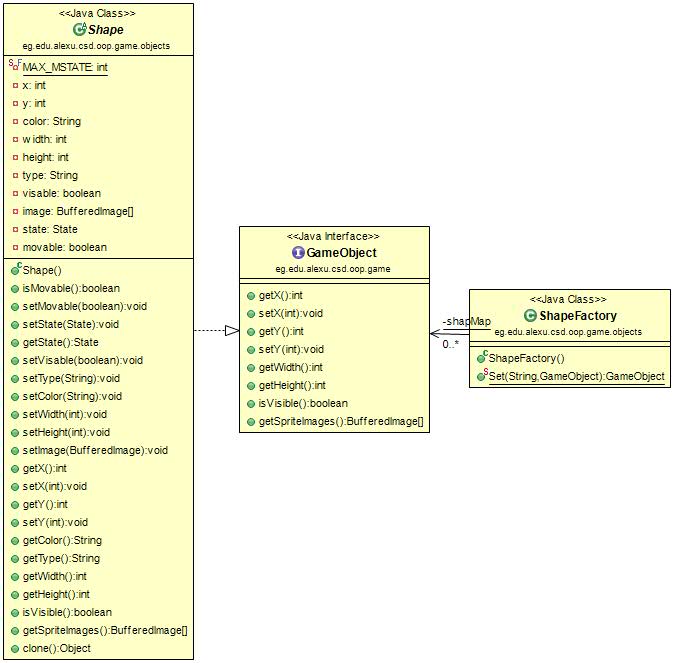 <<Java Class>>
Shape
eg.edu.alexu.csd.oop.game.objects
MAX_MSTATE: int
x: int
y: int
color: String
width: int
height: int
type: String
visable: boolean
image: BufferedImage[]
state: State
movable: boolean
Shape()
isMovable():boolean
setMovable(boolean):void
setState(State):void
getState():State
setVisable(boolean):void
setType(String):void
setColor(String):void
setWidth(int):void
setHeight(int):void
setImage(BufferedImage):void
getX():int
setX(int):void
getY():int
setY(int):void
getColor():String
getType():String
getWidth():int
getHeight():int
isVisible():boolean
getSpriteImages():BufferedImage[]
clone():Object
<<Java Interface>>
GameObject
eg.edu.alexu.csd.oop.game
getX():int
setX(int):void
getY():int
setY(int):void
getWidth():int
getHeight():int
isVisible():boolean
getSpriteImages():BufferedImage[]
-shapMap
0..*
<<Java Class>>
ShapeFactory
eg.edu.alexu.csd.oop.game.objects
ShapeFactory()
Set(String,GameObject):GameObject